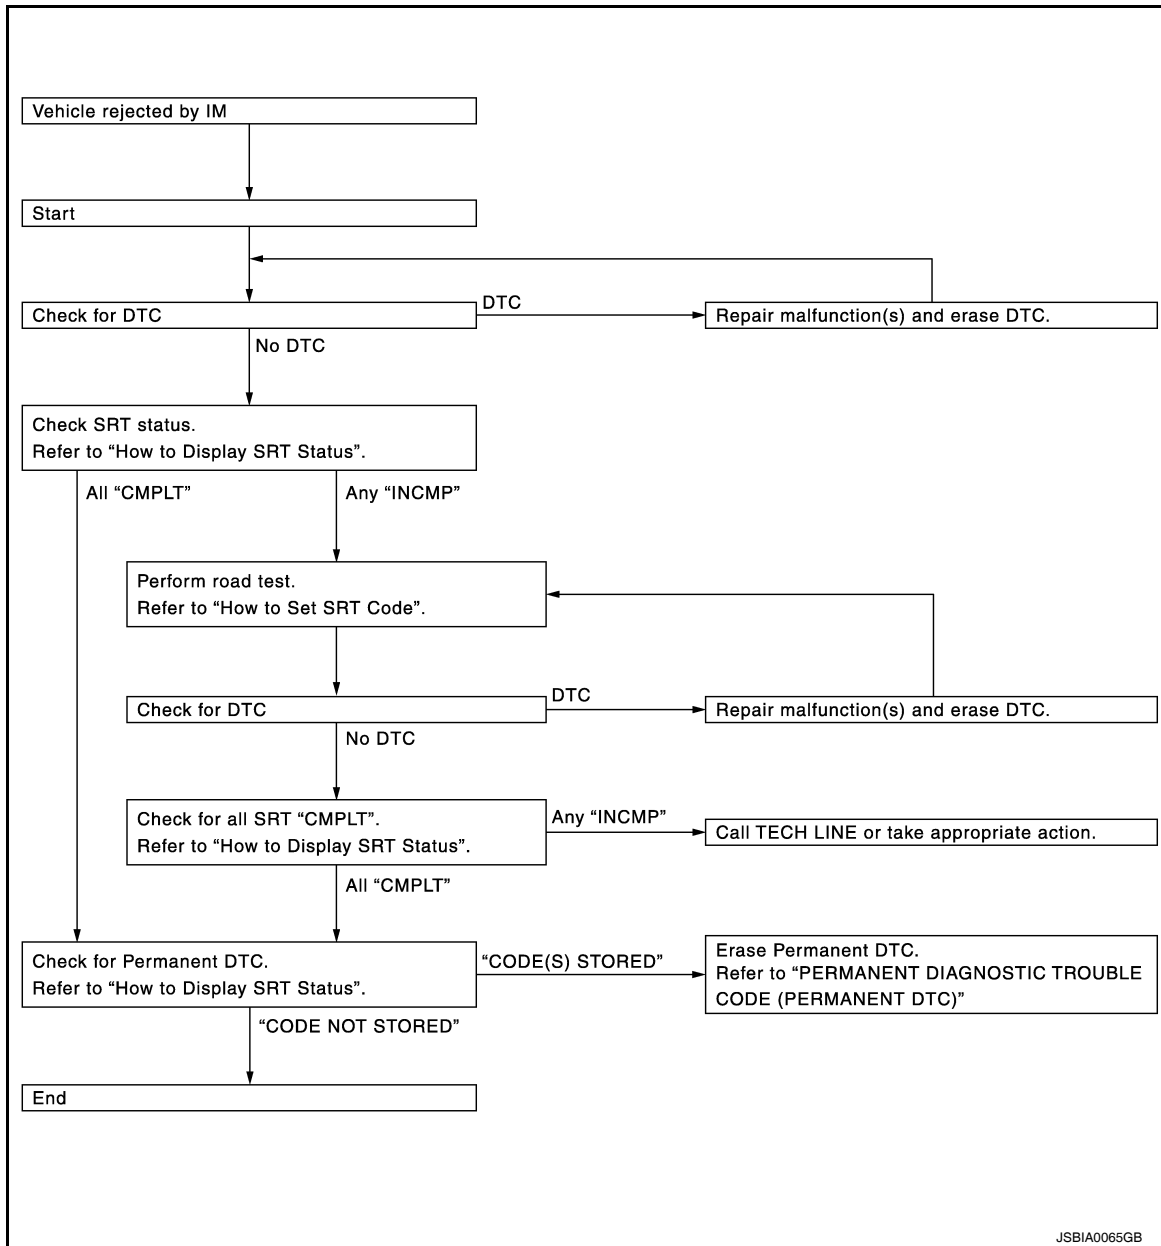 Vehicle rejected by IM
Start
Check for DTC
DTC
Repair malfunction(s) and erase DTC.
No DTC
Check SRT status.
Refer to “How to Display SRT Status”.
All “CMPLT”
Any “INCMP”
Perform road test.
Refer to “How to Set SRT Code”.
Check for DTC
DTC
Repair malfunction(s) and erase DTC.
No DTC
Check for all SRT “CMPLT”.
Refer to “How to Display SRT Status”.
Any “INCMP”
Call TECH LINE or take appropriate action.
All “CMPLT”
Check for Permanent DTC.
Refer to “How to Display SRT Status”.
“CODE(S) STORED”
Erase Permanent DTC.
Refer to “PERMANENT DIAGNOSTIC TROUBLE
CODE (PERMANENT DTC)”
“CODE NOT STORED”
End
JSBIA0065GB